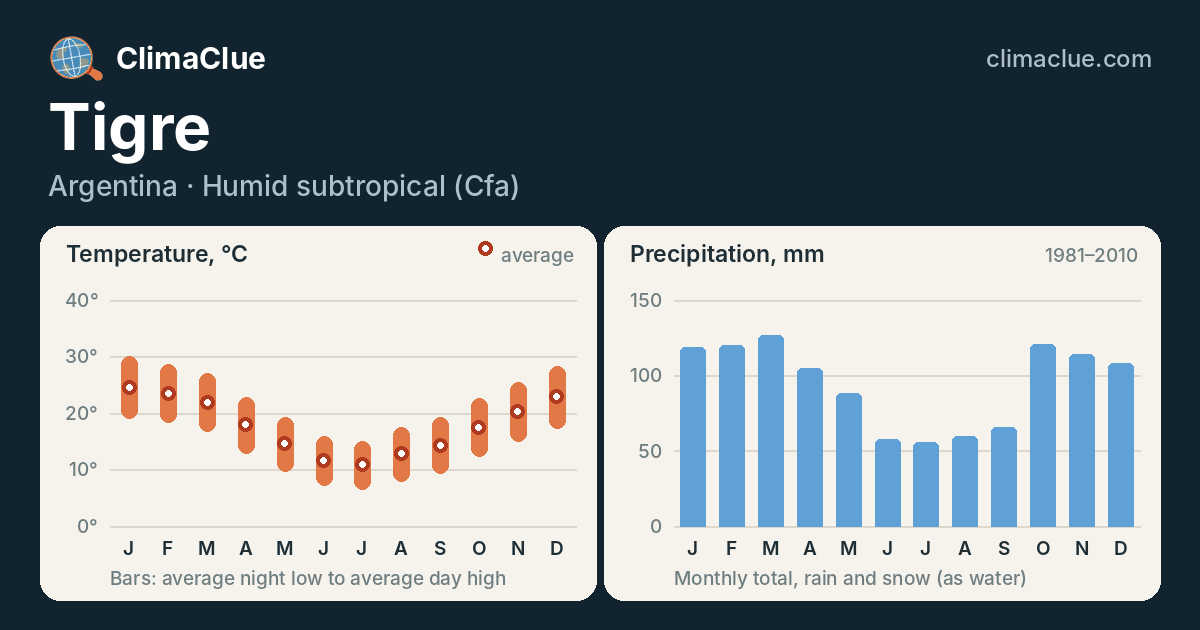 ClimaClue
climaclue.com
Tigre
Argentina · Humid subtropical (Cfa)
Temperature, °C
average
40°
30°
20°
10°
0°
J F M A M J J A S O N D
Bars: average night low to average day high
Precipitation, mm
1981–2010
150
100
50
0
J F M A M J J A S O N D
Monthly total, rain and snow (as water)